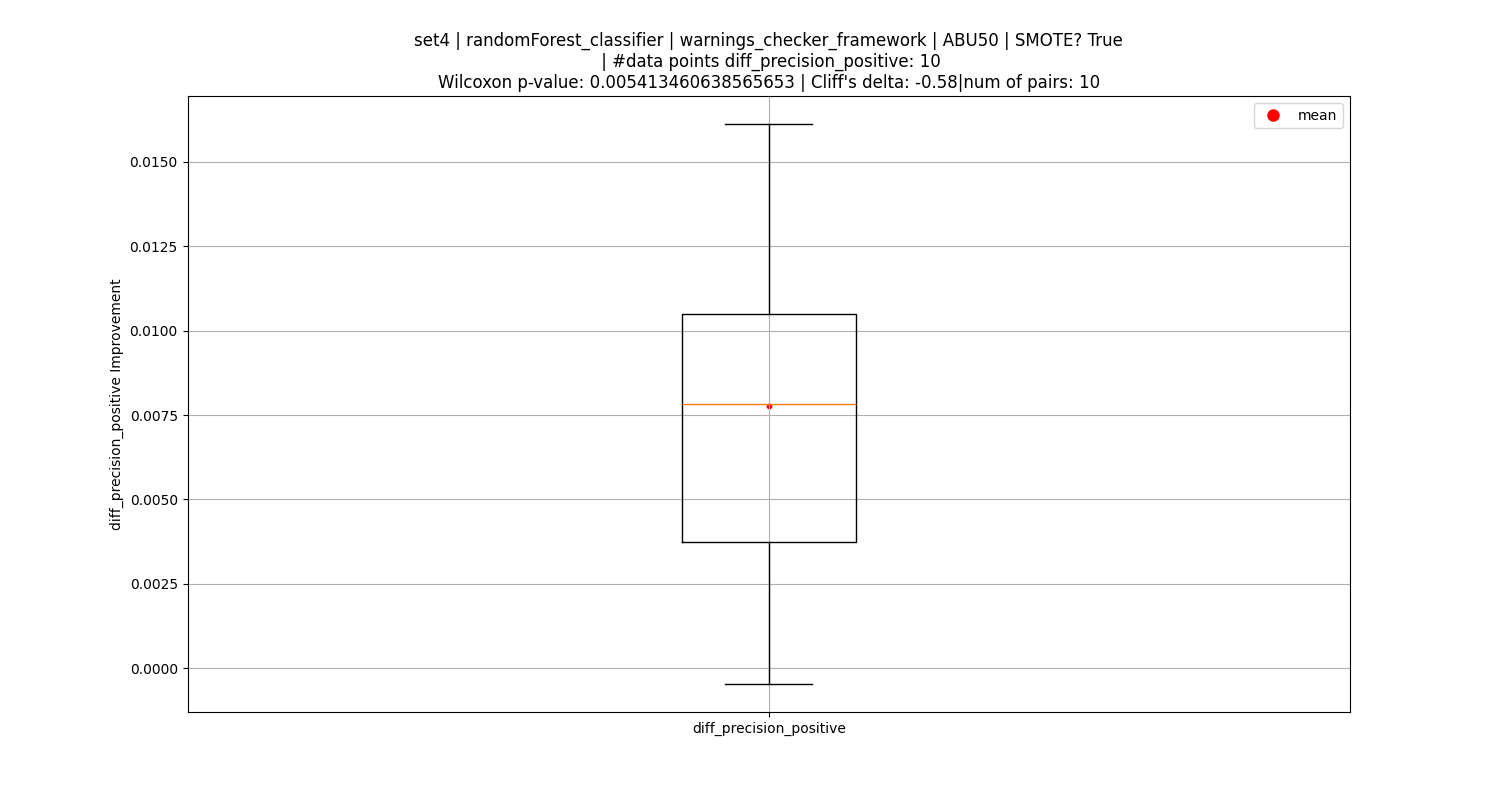 set4 | randomForest_classifier | warnings_checker_framework | ABU50 | SMOTE? True
| #data points diff_precision_positive: 10
Wilcoxon p-value: 0.005413460638565653 | Cliff's delta: -0.58|num of pairs: 10
mean
0.0150
0.0125
0.0100
0.0075
0.0050
0.0025
0.0000
diff_precision_positive Improvement
diff_precision_positive